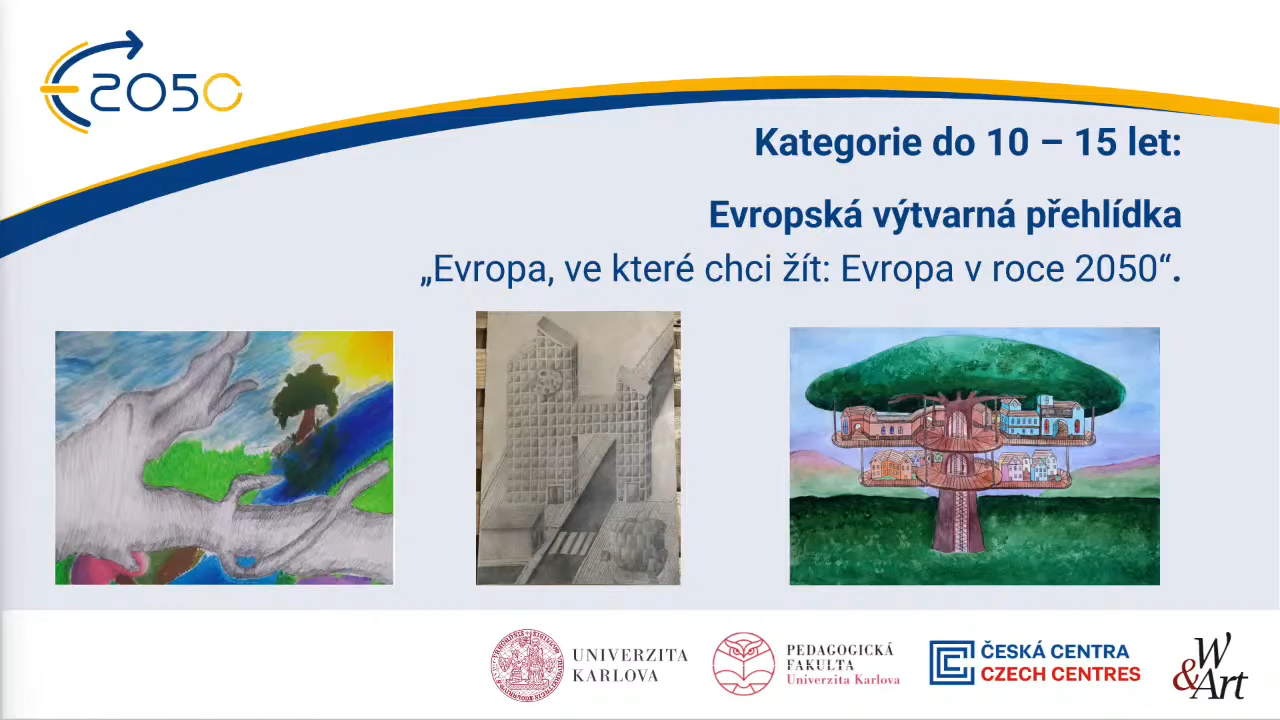 2050
Kategorie do 10 – 15 let:
Evropská výtvarná přehlídka
„Evropa, ve které chci žít: Evropa v roce 2050“.
UNIVERZITA
KARLOVA
PEDAGOGICKÁ
FAKULTA
Univerzita Karlova
ČESKÁ CENTRA
CZECH CENTRES
W
&Art